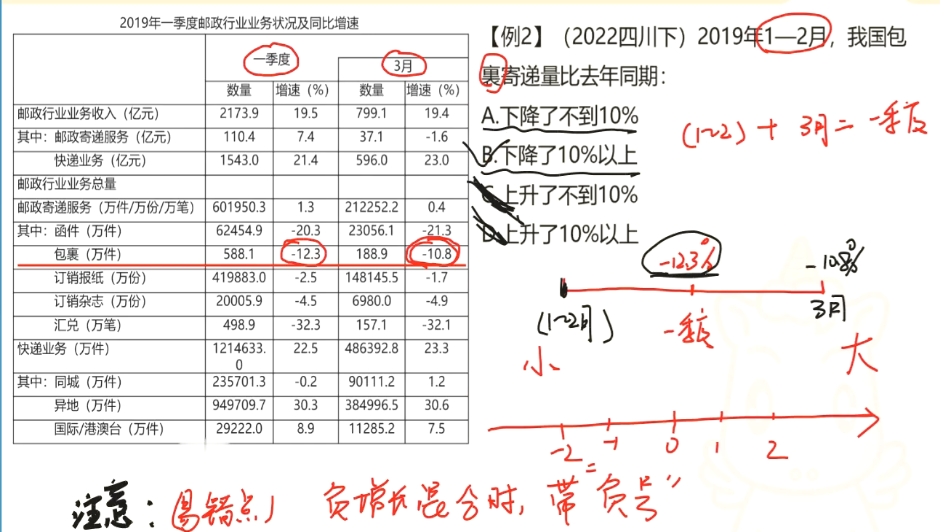 2019年一季度邮政行业业务状况及同比增速
一季度 3月
数量 增速（%） 数量 增速（%）
邮政行业业务收入（亿元） 2173.9 19.5 799.1 19.4
其中：邮政寄递服务（亿元） 110.4 7.4 37.1 -1.6
快递业务（亿元） 1543.0 21.4 596.0 23.0
邮政行业业务总量
邮政寄递服务（万件/万份/万笔） 601950.3 1.3 212252.2 0.4
其中：函件（万件） 62454.9 -20.3 23056.1 -21.3
包裹（万件） 588.1 -12.3 188.9 -10.8
订销报纸（万份） 419883.0 -2.5 148145.5 -1.7
订销杂志（万份） 20005.9 -4.5 6980.0 -4.9
汇兑（万笔） 498.9 -32.3 157.1 -32.1
快递业务（万件） 1214633.0 22.5 486392.8 23.3
其中：同城（万件） 235701.3 -0.2 90111.2 1.2
异地（万件） 949709.7 30.3 384996.5 30.6
国际/港澳台（万件） 29222.0 8.9 11285.2 7.5
【例2】（2022四川下）2019年1—2月，我国包
裹寄递量比去年同期：
A.下降了不到10%
B.下降了10%以上
C.上升了不到10%
D.上升了10%以上
(1~2) + 3月 = 一季度
-12.3% -10.8%
(1~2月) 一季度 3月
小 大
-2 -1 0 1 2
注意：易错点1 负增长混合时，带“负号”